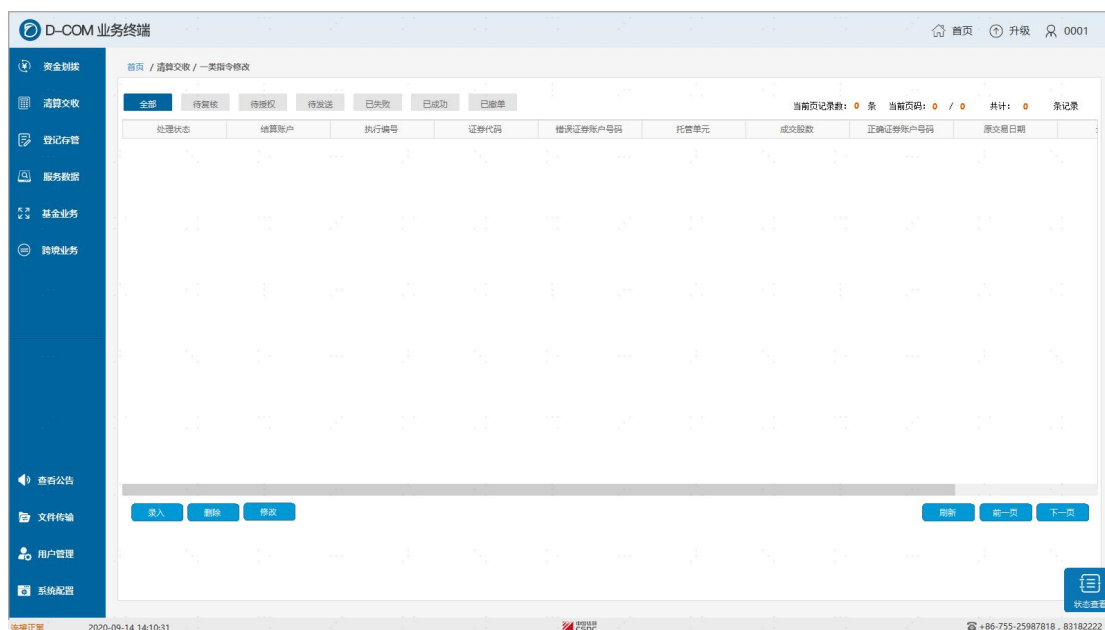 D-COM 业务终端
首页 升级 0001
资金划拨
首页 / 清算交收 / 一类指令修改
清算交收
全部 待复核 待授权 待发送 已失败 已成功 已撤单
当前页记录数: 0 条 当前页码: 0 / 0 共计: 0 条记录
处理状态 结算账户 执行编号 证券代码 错误证券账户号码 托管单元 成交股数 正确证券账户号码 原交易日期
登记存管
服务数据
基金业务
跨境业务
查看公告
文件传输
用户管理
系统配置
录入 删除 修改 刷新 前一页 下一页
状态查看
连接正常 2020-09-14 14:10:31 CSDC +86-755-25987818 , 83182222